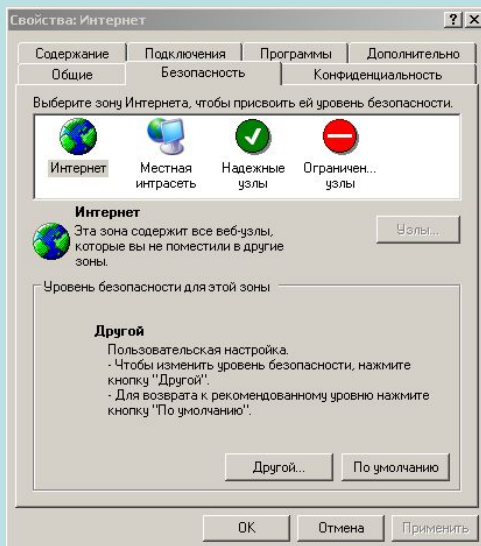 Свойства: Интернет
Содержание Подключения Программы Дополнительно
Общие Безопасность Конфиденциальность
Выберите зону Интернета, чтобы присвоить ей уровень безопасности.
Интернет Местная интрасеть Надежные узлы Ограничен... узлы
Интернет
Эта зона содержит все веб-узлы,
которые вы не поместили в другие
зоны.
Узлы...
Уровень безопасности для этой зоны
Другой
Пользовательская настройка.
- Чтобы изменить уровень безопасности, нажмите
кнопку "Другой".
- Для возврата к рекомендованному уровню нажмите
кнопку "По умолчанию".
Другой... По умолчанию
OK Отмена Применить